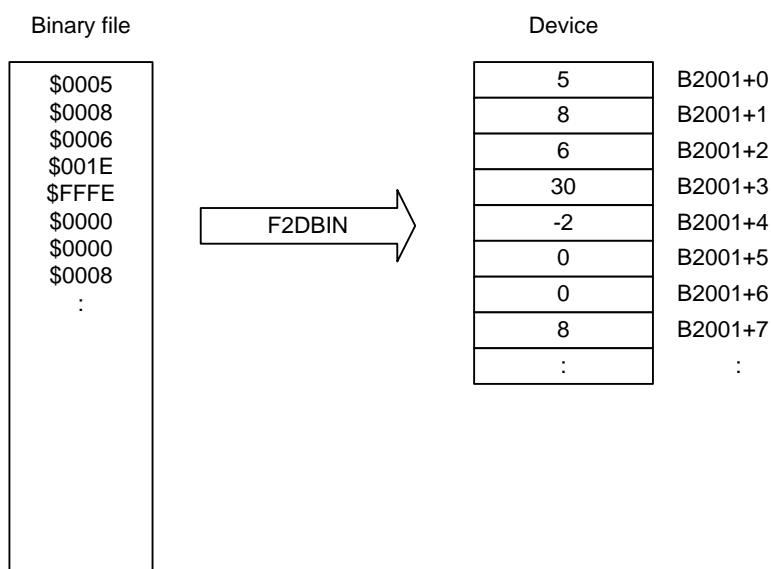 Binary file
Device
$0005
$0008
$0006
$001E
$FFFE
$0000
$0000
$0008
:
F2DBIN
5 B2001+0
8 B2001+1
6 B2001+2
30 B2001+3
-2 B2001+4
0 B2001+5
0 B2001+6
8 B2001+7
: :